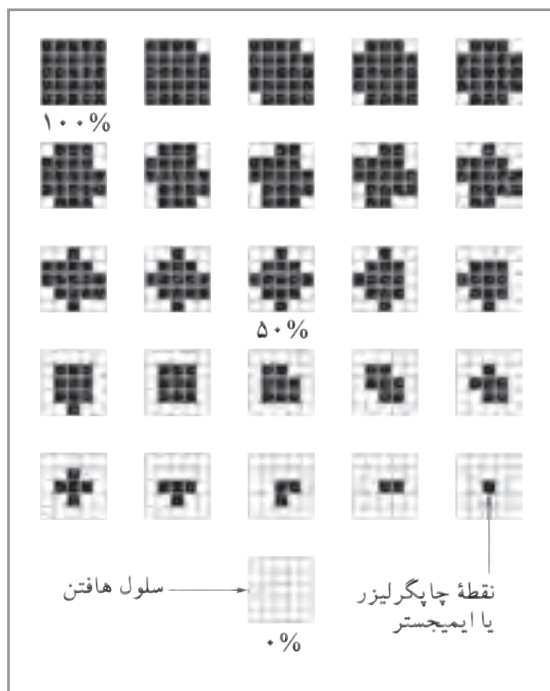 ۱۰۰%
۵۰%
سلول هافتن
نقطهٔ چاپگرلیزر
یا ایمیجستر
۰%